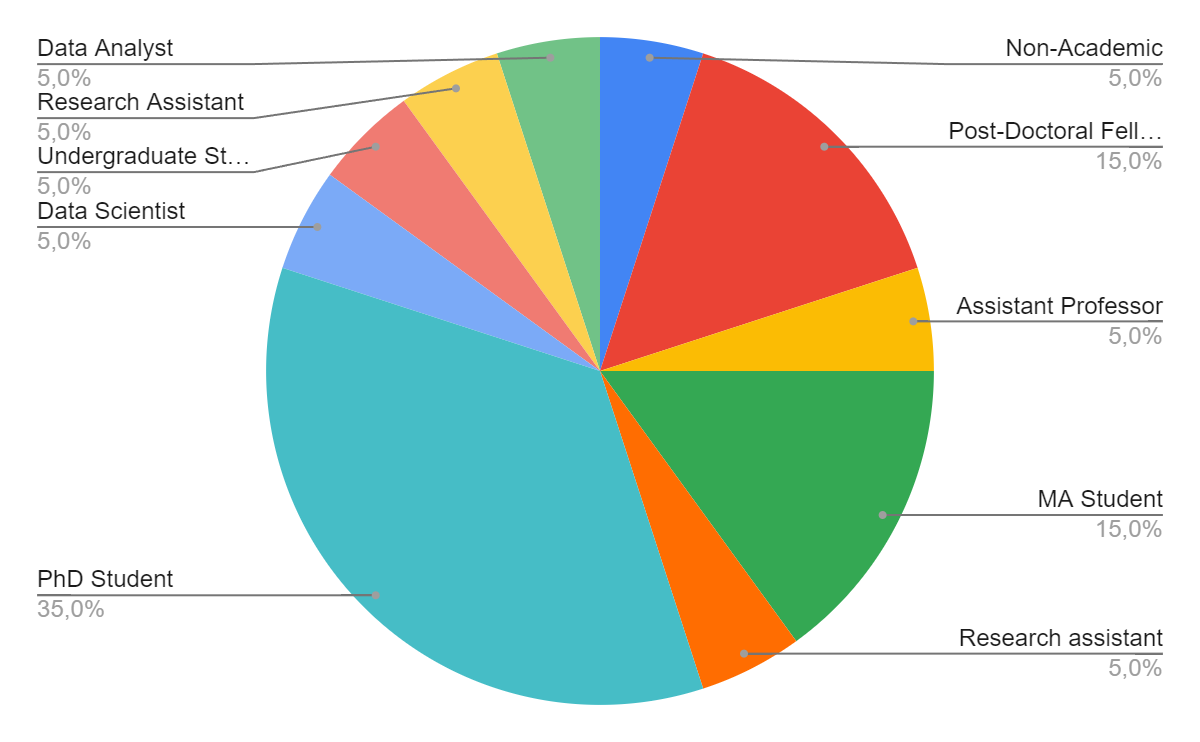 Data Analyst
5,0%
Research Assistant
5,0%
Undergraduate St…
5,0%
Data Scientist
5,0%
PhD Student
35,0%
Non-Academic
5,0%
Post-Doctoral Fell…
15,0%
Assistant Professor
5,0%
MA Student
15,0%
Research assistant
5,0%